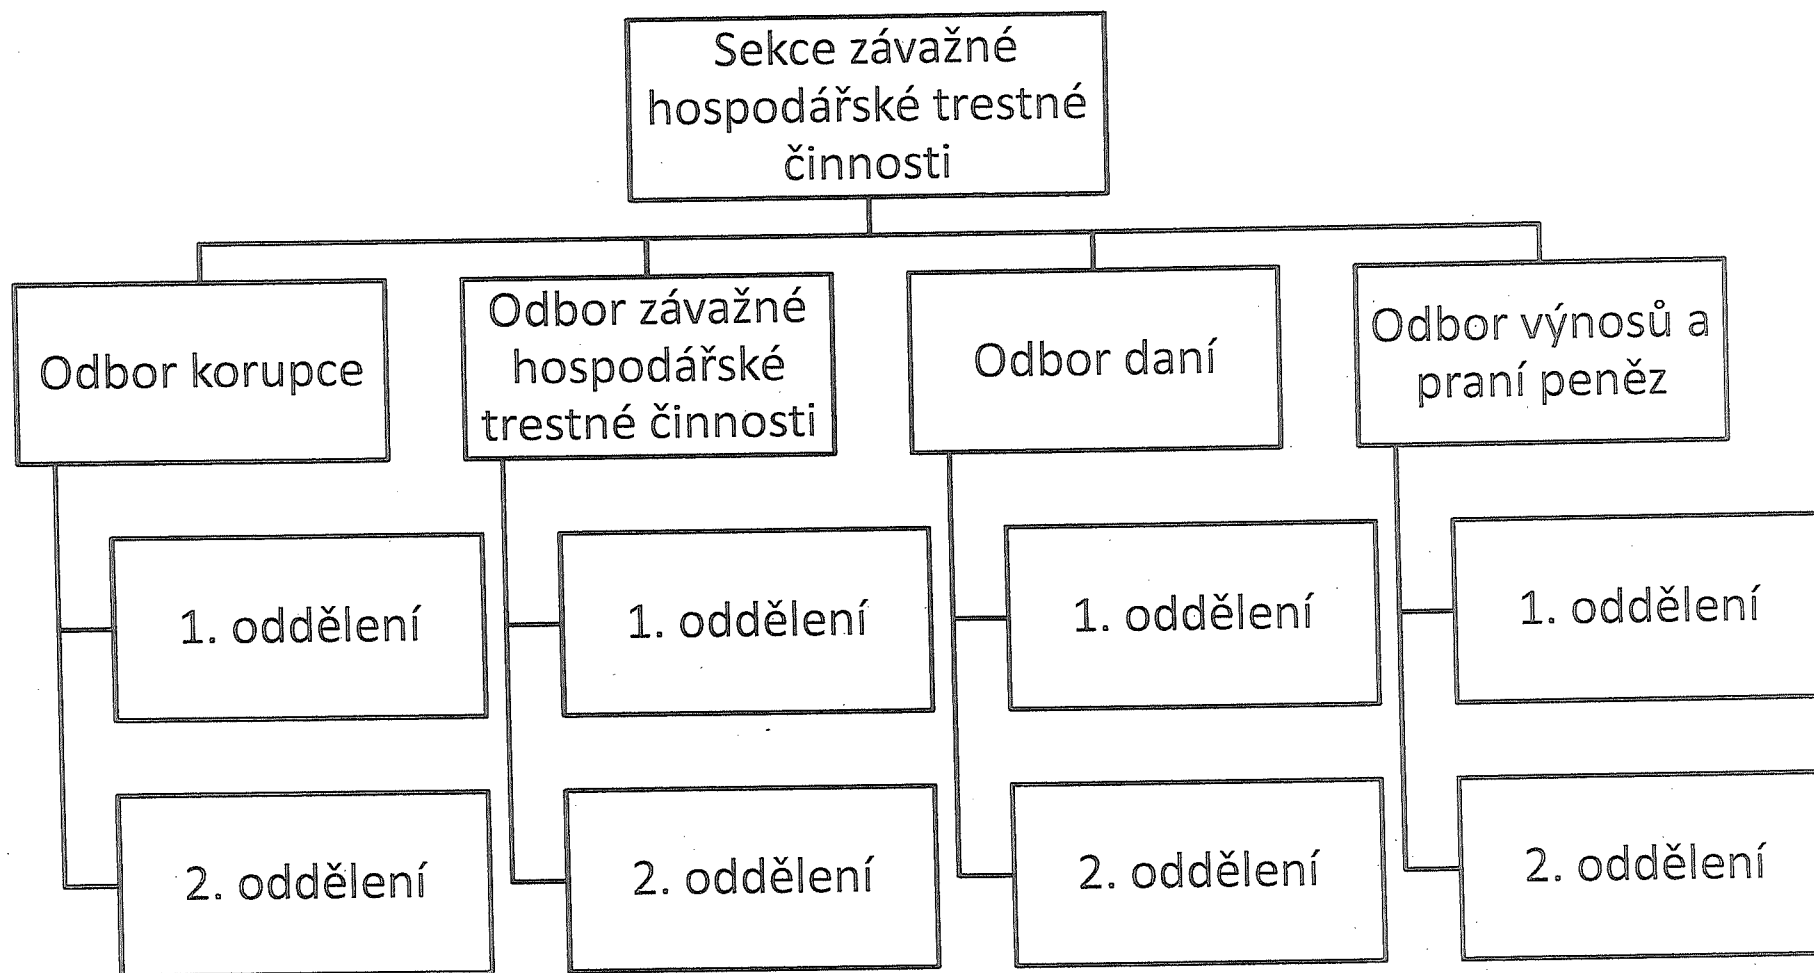 Sekce závažné
hospodářské trestné
činnosti
Odbor korupce
Odbor závažné
hospodářské
trestné činnosti
Odbor daní
Odbor výnosů a
praní peněz
1. oddělení
1. oddělení
1. oddělení
1. oddělení
2. oddělení
2. oddělení
2. oddělení
2. oddělení